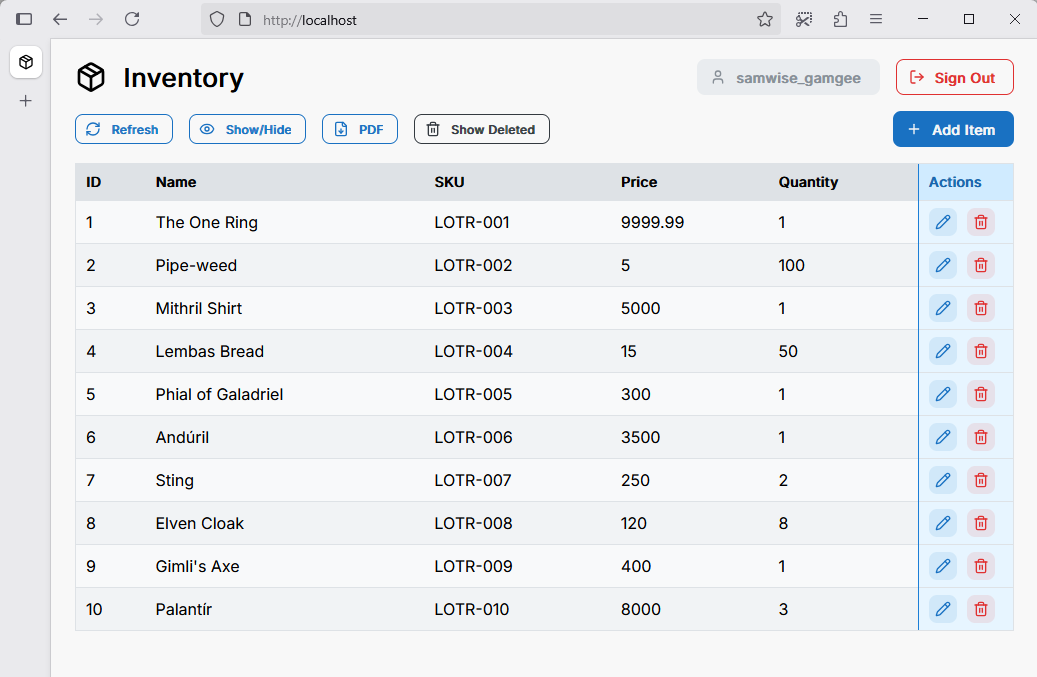 http://localhost
Inventory samwise_gamgee Sign Out
Refresh Show/Hide PDF Show Deleted Add Item
ID Name SKU Price Quantity Actions
1 The One Ring LOTR-001 9999.99 1
2 Pipe-weed LOTR-002 5 100
3 Mithril Shirt LOTR-003 5000 1
4 Lembas Bread LOTR-004 15 50
5 Phial of Galadriel LOTR-005 300 1
6 Andúril LOTR-006 3500 1
7 Sting LOTR-007 250 2
8 Elven Cloak LOTR-008 120 8
9 Gimli's Axe LOTR-009 400 1
10 Palantír LOTR-010 8000 3